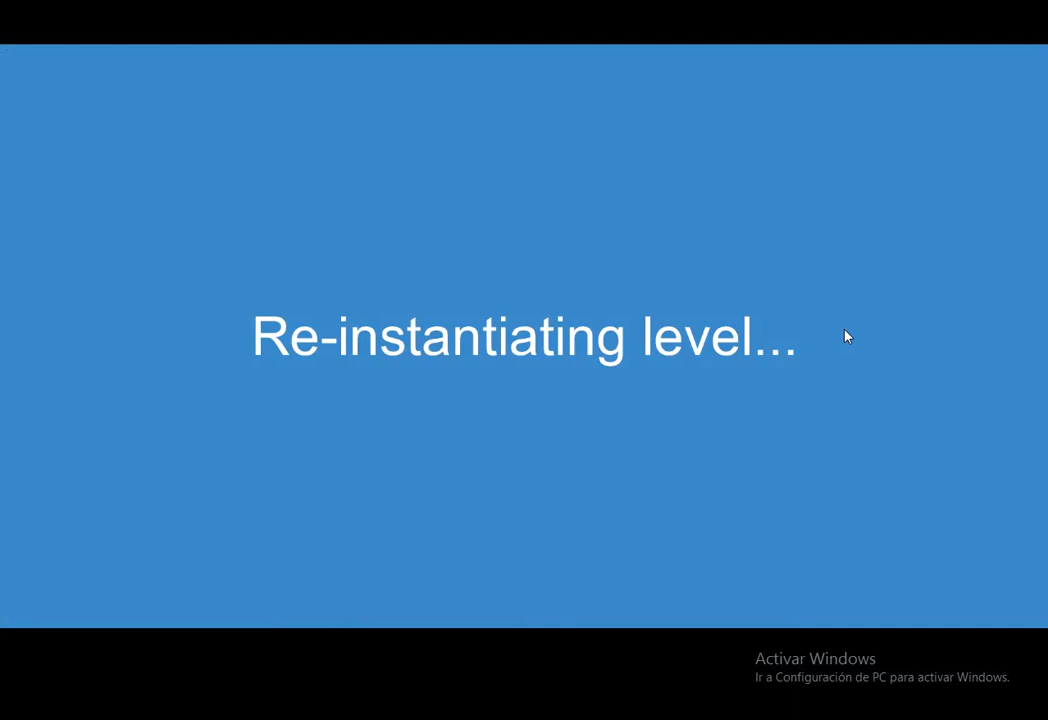 Re-instantiating level...
Activar Windows
Ir a Configuración de PC para activar Windows.